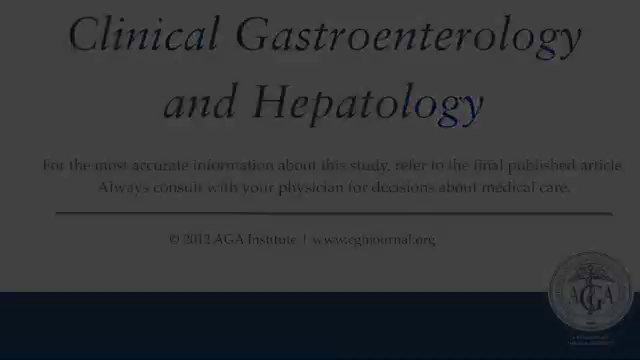 Clinical Gastroenterology
and Hepatology
For the most accurate information about this study, refer to the final published article.
Always consult with your physician for decisions about medical care.
© 2012 AGA Institute | www.cghjournal.org
AGA